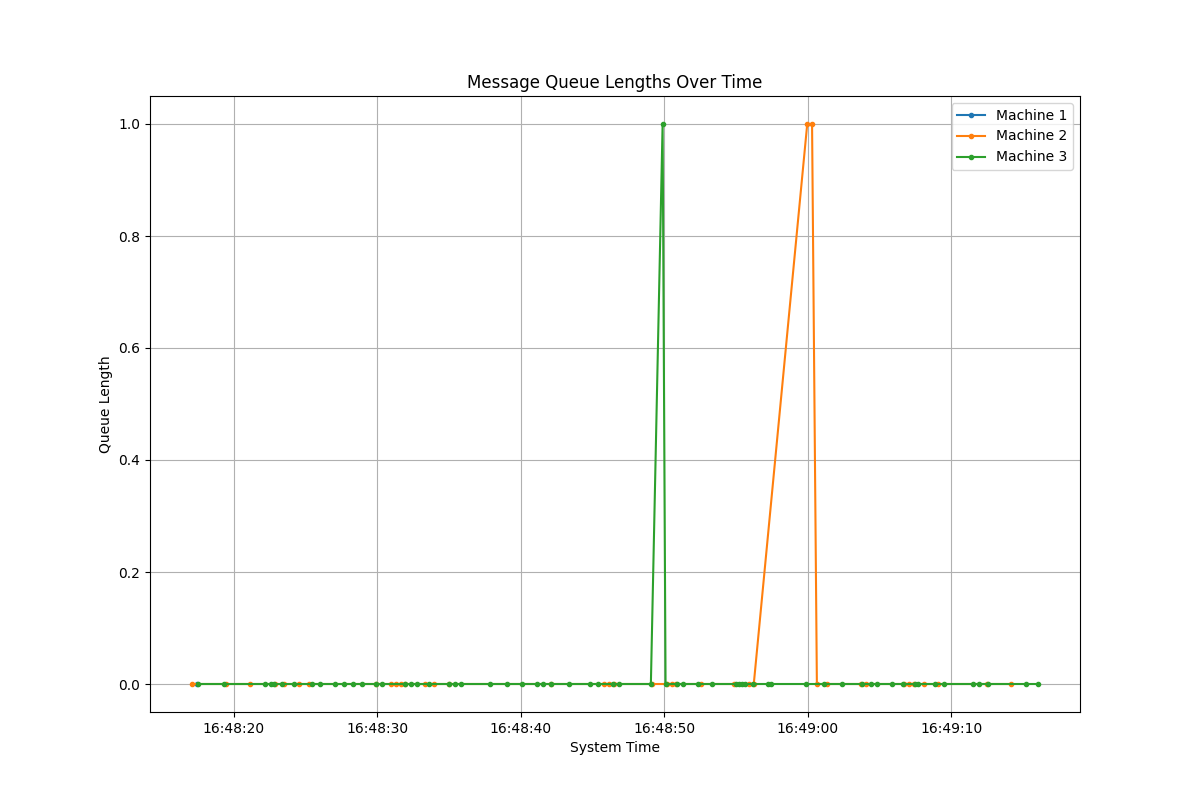 Message Queue Lengths Over Time
Machine 1
Machine 2
Machine 3
1.0
0.8
0.6
0.4
0.2
0.0
Queue Length
16:48:20 16:48:30 16:48:40 16:48:50 16:49:00 16:49:10
System Time